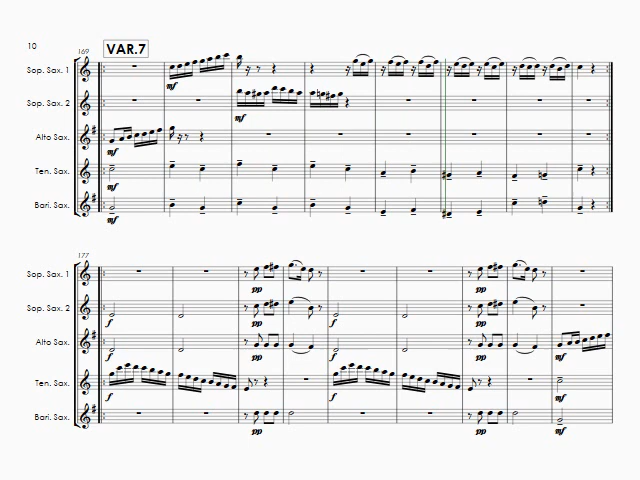 10
VAR.7
169
Sop. Sax. 1
mf
Sop. Sax. 2
mf
Alto Sax.
mf
Ten. Sax.
mf
Bari. Sax.
mf
177
Sop. Sax. 1
pp pp
Sop. Sax. 2
f pp f pp
Alto Sax.
f pp f pp mf
Ten. Sax.
f f mf
Bari. Sax.
pp pp mf